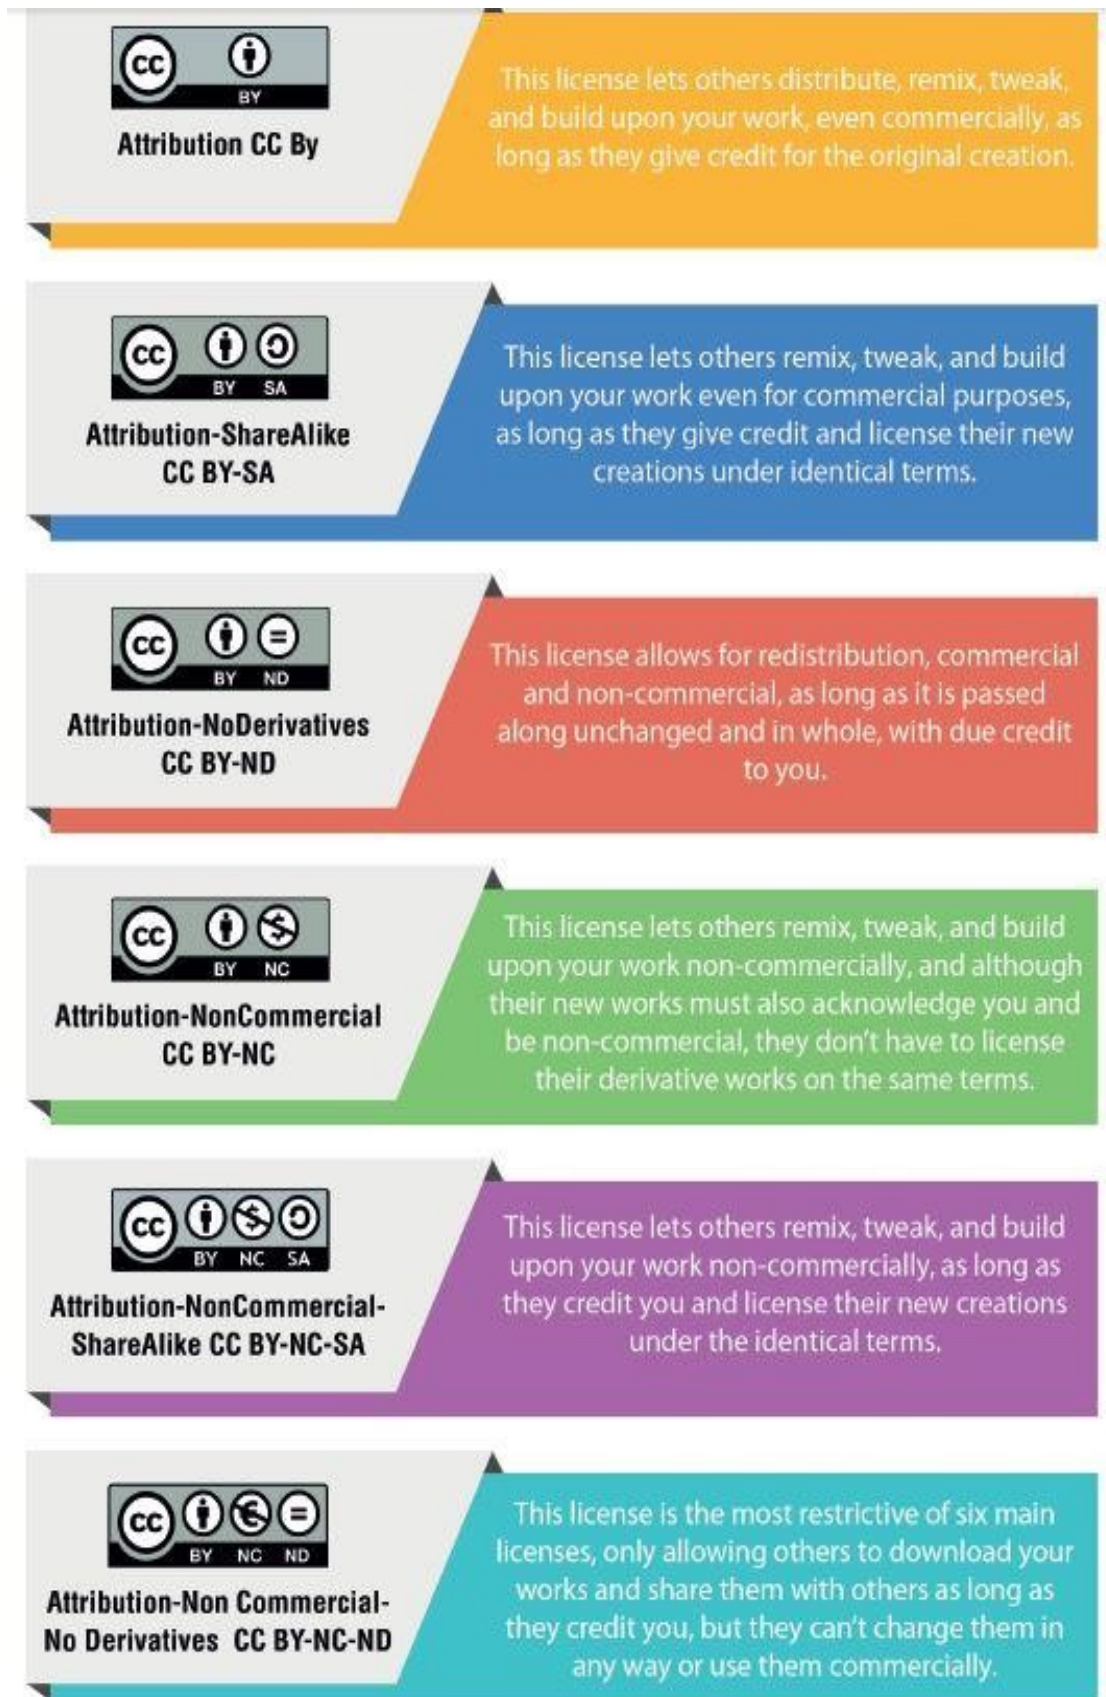 cc
BY
Attribution CC By
This license lets others distribute, remix, tweak,
and build upon your work, even commercially, as
long as they give credit for the original creation.
cc
BY SA
Attribution-ShareAlike
CC BY-SA
This license lets others remix, tweak, and build
upon your work even for commercial purposes,
as long as they give credit and license their new
creations under identical terms.
cc
BY ND
Attribution-NoDerivatives
CC BY-ND
This license allows for redistribution, commercial
and non-commercial, as long as it is passed
along unchanged and in whole, with due credit
to you.
cc
BY NC
Attribution-NonCommercial
CC BY-NC
This license lets others remix, tweak, and build
upon your work non-commercially, and although
their new works must also acknowledge you and
be non-commercial, they don't have to license
their derivative works on the same terms.
cc
BY NC SA
Attribution-NonCommercial-
ShareAlike CC BY-NC-SA
This license lets others remix, tweak, and build
upon your work non-commercially, as long as
they credit you and license their new creations
under the identical terms.
cc
BY NC ND
Attribution-Non Commercial-
No Derivatives CC BY-NC-ND
This license is the most restrictive of six main
licenses, only allowing others to download your
works and share them with others as long as
they credit you, but they can't change them in
any way or use them commercially.